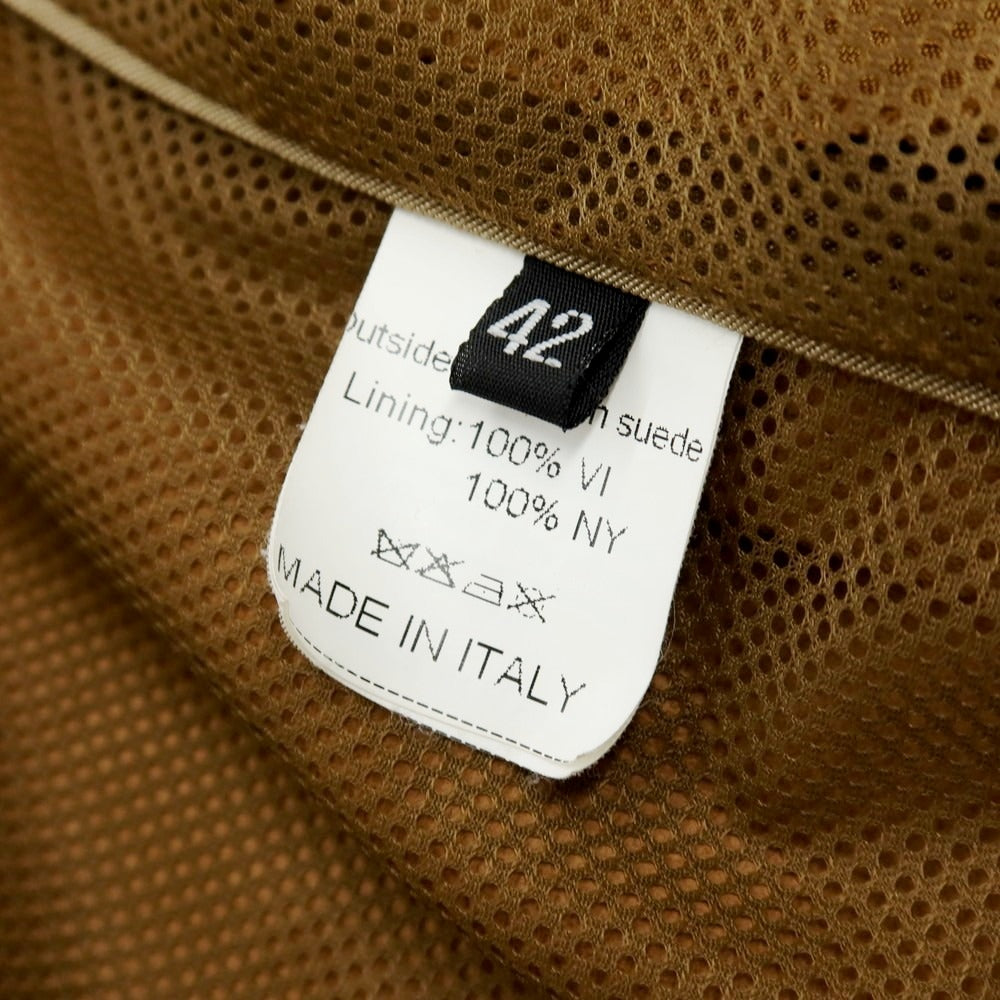 42
Outside
suede
Lining:100% VI
100% NY
MADE IN ITALY